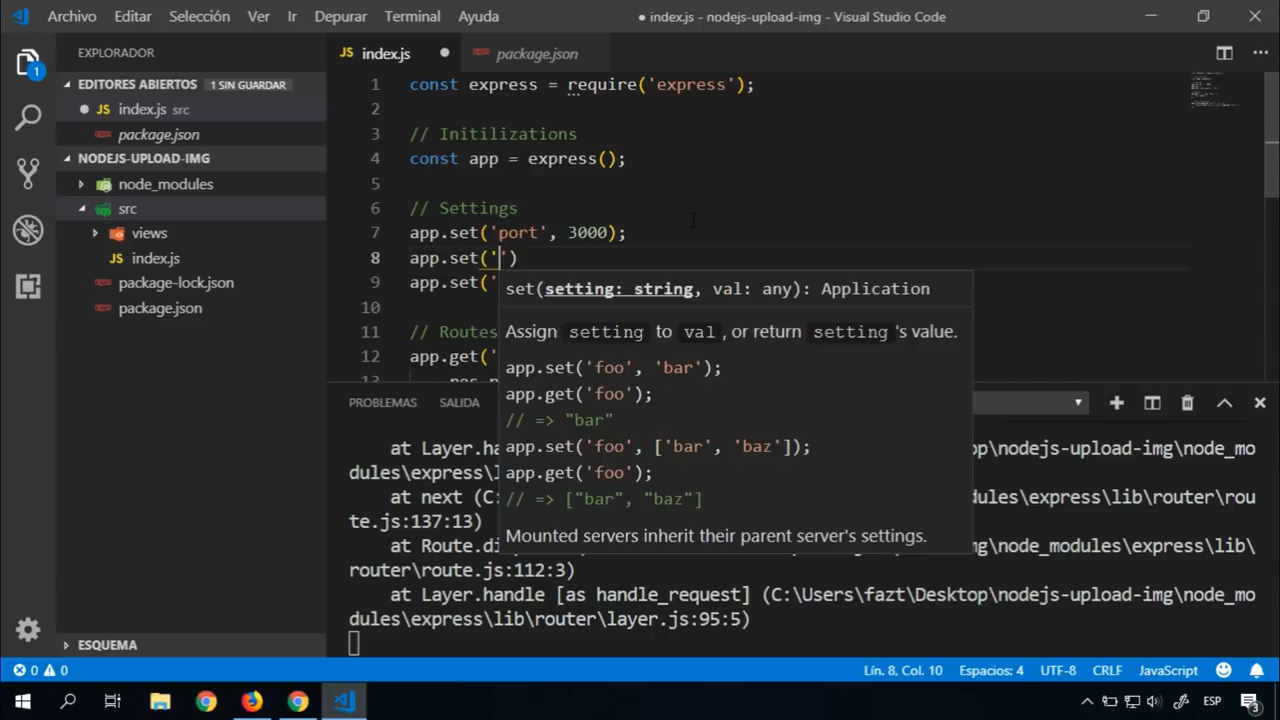 Archivo Editar Selección Ver Ir Depurar Terminal Ayuda ● index.js - nodejs-upload-img - Visual Studio Code
EXPLORADOR
1
EDITORES ABIERTOS 1 SIN GUARDAR
JS index.js src
package.json
NODEJS-UPLOAD-IMG
node_modules
src
views
index.js
package-lock.json
package.json
ESQUEMA
JS index.js package.json
1 const express = require('express');
2
3 // Initilizations
4 const app = express();
5
6 // Settings
7 app.set('port', 3000);
8 app.set('')
9 app.set('
10
11 // Routes
12 app.get('
13
set(setting: string, val: any): Application
Assign setting to val, or return setting's value.
app.set('foo', 'bar');
app.get('foo');
// => "bar"
app.set('foo', ['bar', 'baz']);
app.get('foo');
// => ["bar", "baz"]
Mounted servers inherit their parent server's settings.
PROBLEMAS SALIDA
at Layer.ha op\nodejs-upload-img\node_mo
dules\express\l
at next (C: dules\express\lib\router\rou
te.js:137:13)
at Route.di \node_modules\express\lib\
router\route.js:112:3)
at Layer.handle [as handle_request] (C:\Users\fazt\Desktop\nodejs-upload-img\node_mo
dules\express\lib\router\layer.js:95:5)
0 0 Lín. 8, Col. 10 Espacios: 4 UTF-8 CRLF JavaScript
ESP 3